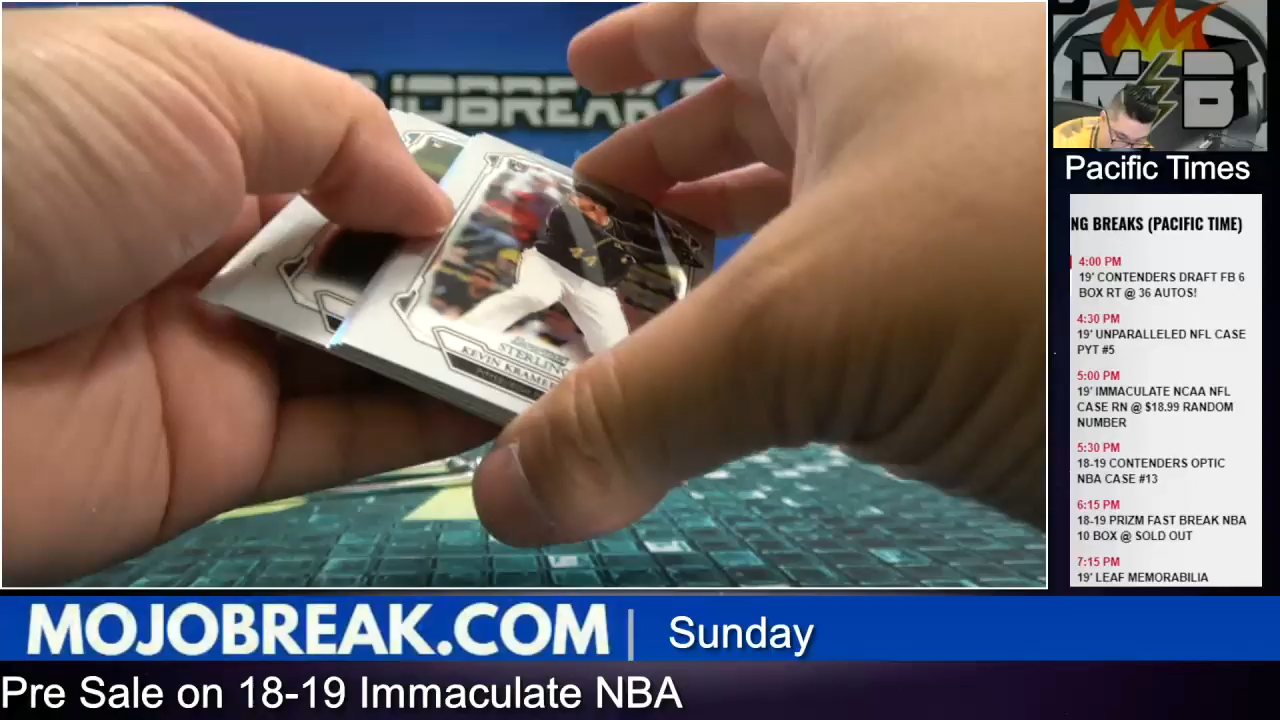 MOJOBREAK
44
STERLING
KEVIN KRAMER
M B
Pacific Times
NG BREAKS (PACIFIC TIME)
4:00 PM
19' CONTENDERS DRAFT FB 6
BOX RT @ 36 AUTOS!
4:30 PM
19' UNPARALLELED NFL CASE
PYT #5
5:00 PM
19' IMMACULATE NCAA NFL
CASE RN @ $18.99 RANDOM
NUMBER
5:30 PM
18-19 CONTENDERS OPTIC
NBA CASE #13
6:15 PM
18-19 PRIZM FAST BREAK NBA
10 BOX @ SOLD OUT
7:15 PM
19' LEAF MEMORABILIA
MOJOBREAK.COM | Sunday
Pre Sale on 18-19 Immaculate NBA